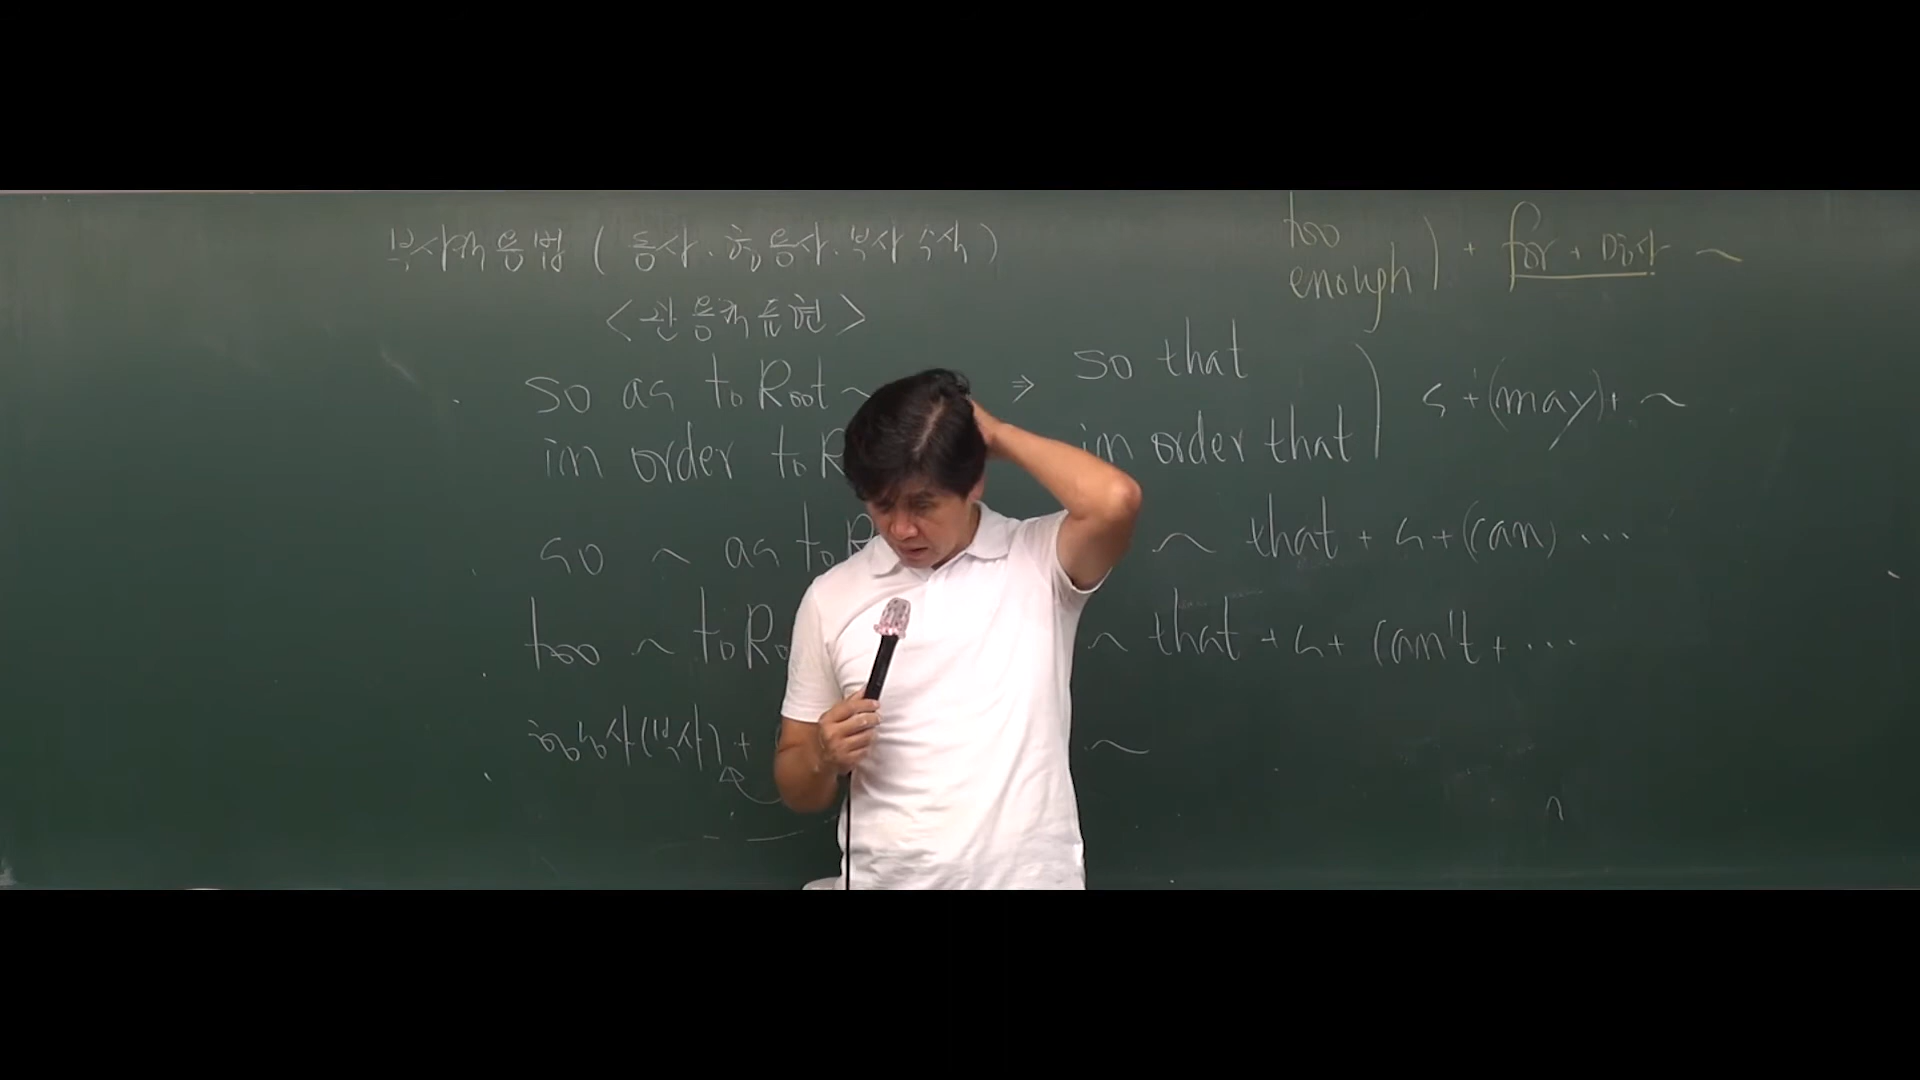 부사적 용법 ( 동사. 형용사. 부사 수식 )
too
enough ) + for + 명사 ~
< 관용적 표현 >
so as to Root ~ ⇒ so that
in order to R in order that ) S + (may) + ~
so ~ as to R ~ that + S + (can) ...
too ~ to Ro ~ that + S + can't + ...
형용사(부사) + ~